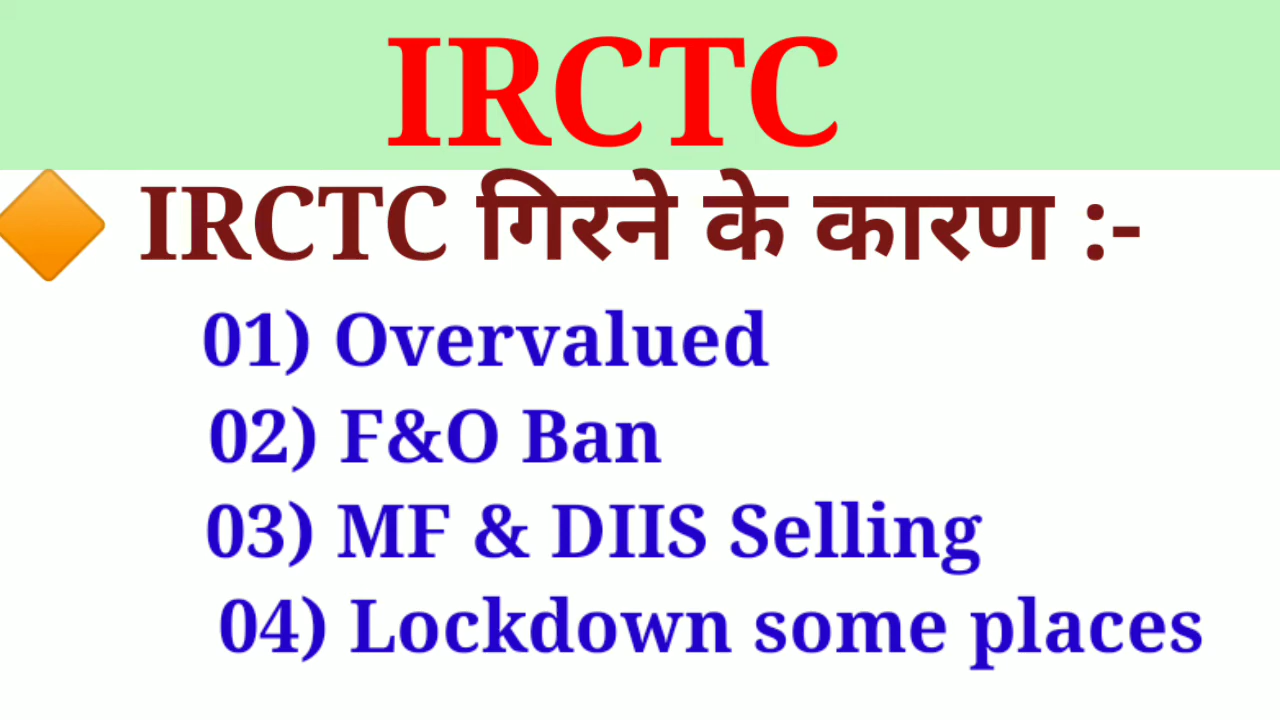 IRCTC
IRCTC गिरने के कारण :-
01) Overvalued
02) F&O Ban
03) MF & DIIS Selling
04) Lockdown some places